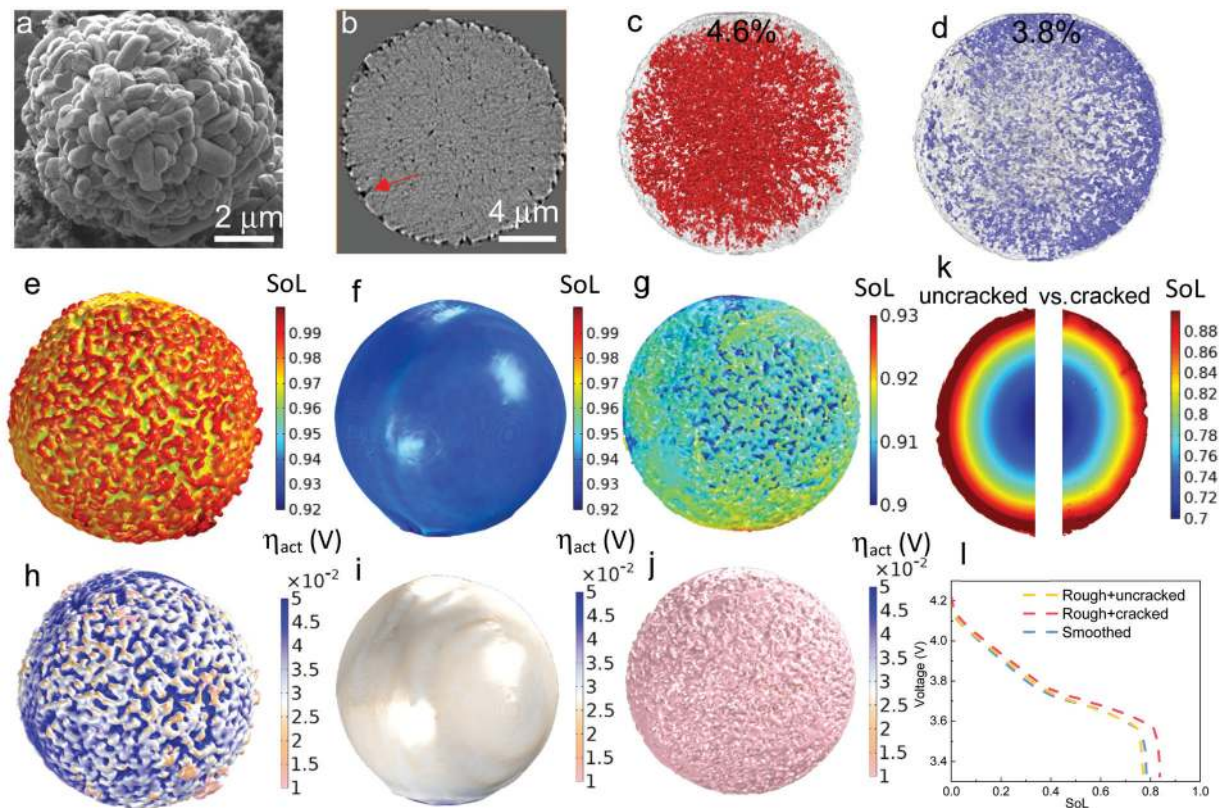 a
2 μm
b
4 μm
c
4.6%
d
3.8%
e
SoL
0.99
0.98
0.97
0.96
0.95
0.94
0.93
0.92
f
SoL
0.99
0.98
0.97
0.96
0.95
0.94
0.93
0.92
g
SoL
0.93
0.92
0.91
0.9
k
uncracked vs. cracked
SoL
0.88
0.86
0.84
0.82
0.8
0.78
0.76
0.74
0.72
0.7
h
ηact (V)
×10-2
5
4.5
4
3.5
3
2.5
2
1.5
1
i
ηact (V)
×10-2
5
4.5
4
3.5
3
2.5
2
1.5
1
j
ηact (V)
×10-2
5
4.5
4
3.5
3
2.5
2
1.5
1
l
Rough+uncracked
Rough+cracked
Smoothed
Voltage (V)
4.2
4.0
3.8
3.6
3.4
0.0 0.2 0.4 0.6 0.8 1.0
SoL